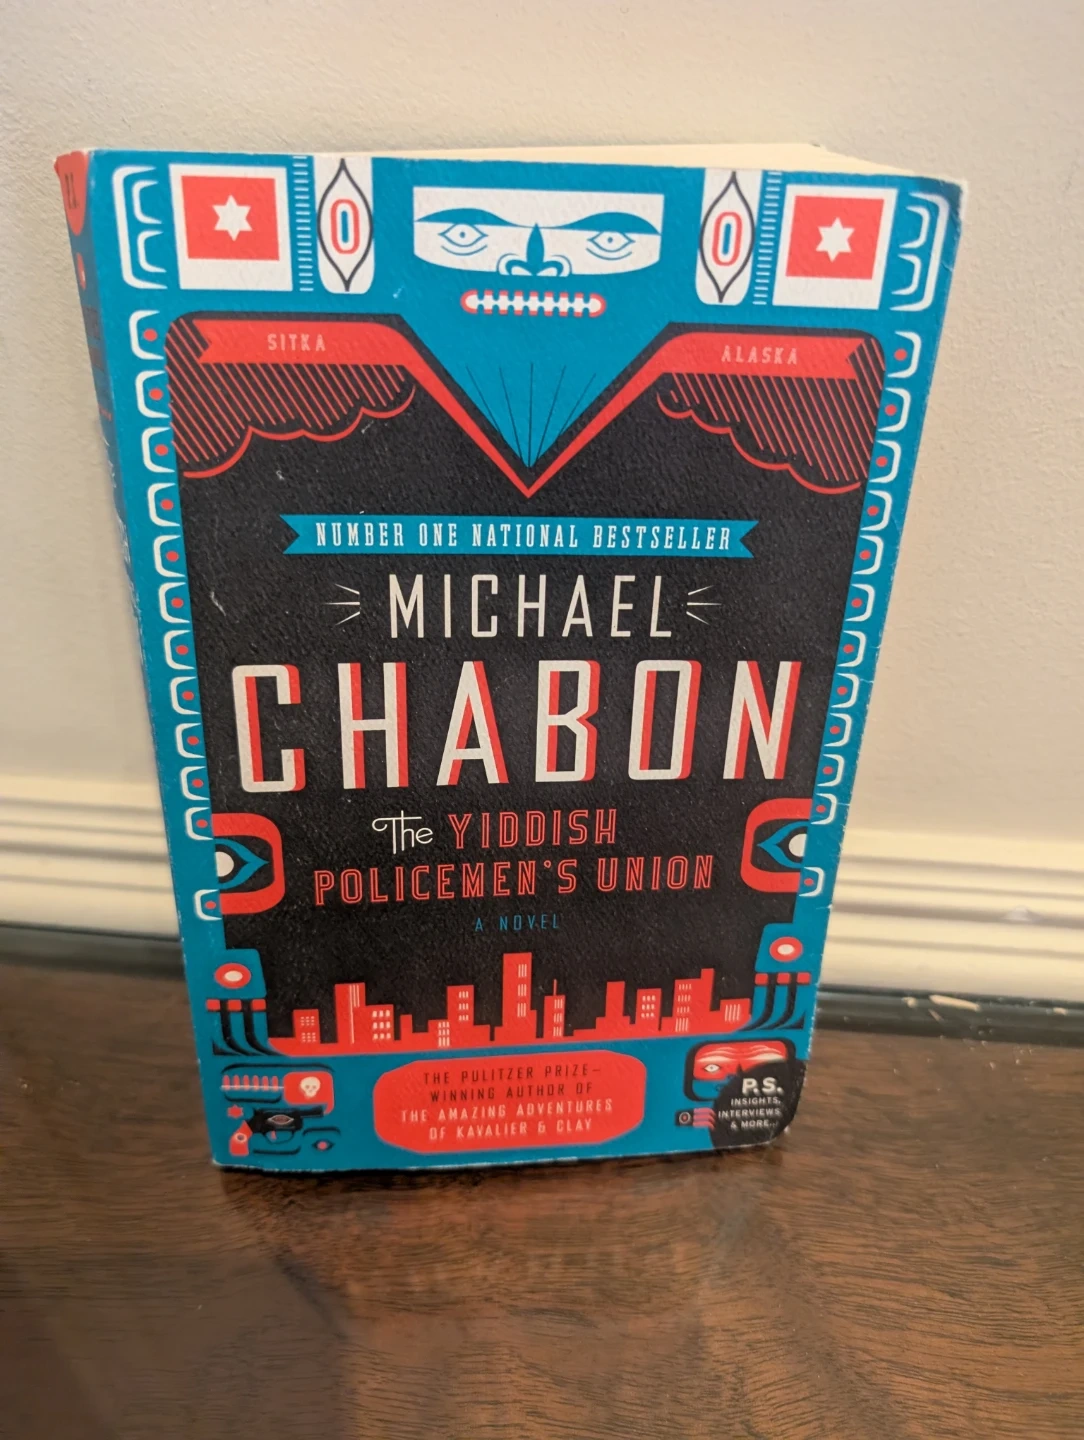 SITKA
ALASKA
NUMBER ONE NATIONAL BESTSELLER
MICHAEL
CHABON
The YIDDISH
POLICEMEN'S UNION
A NOVEL
THE PULITZER PRIZE–
WINNING AUTHOR OF
THE AMAZING ADVENTURES
OF KAVALIER & CLAY
P.S.
INSIGHTS,
INTERVIEWS
& MORE...